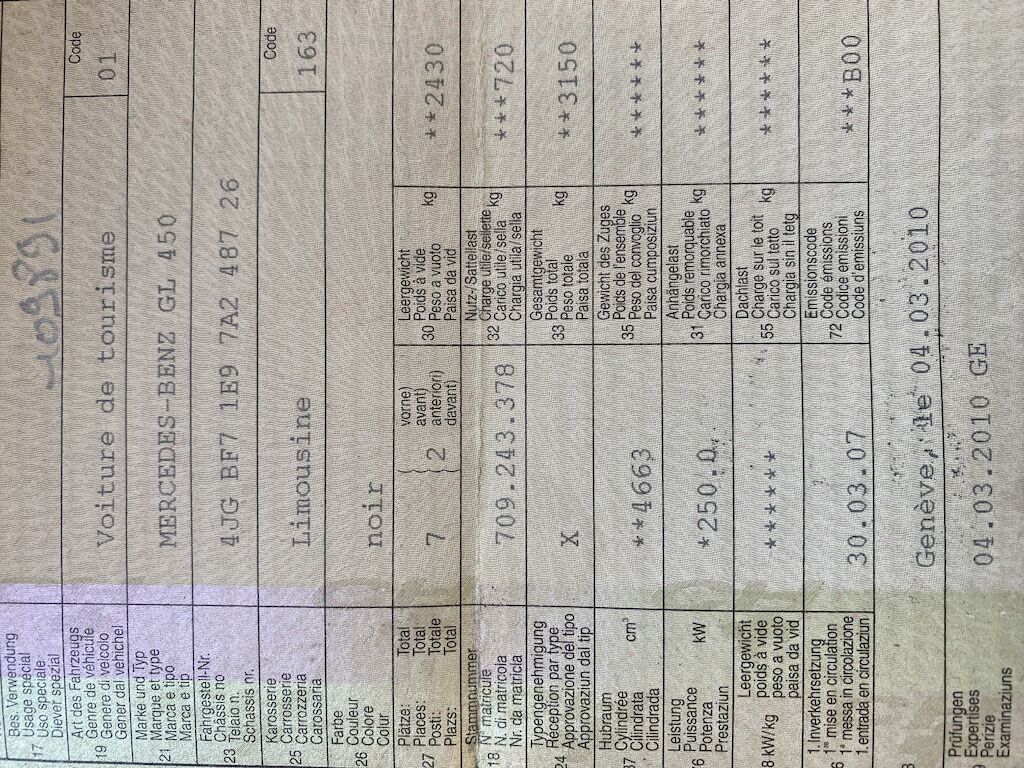 109891
Bes. Verwendung
Usage spécial
17 Uso speciale
Diever spezial
Art des Fahrzeugs
Genre de véhicule
19 Genere di veicolo
Gener dal vehichel
Voiture de tourisme
Code
01
Marke und Typ
Marque et type
21 Marca e tipo
Marca e tip
MERCEDES-BENZ GL 450
Fahrgestell-Nr.
Châssis no
23 Telaio n.
Schassis nr.
4JG BF7 1E9 7A2 487 26
Karosserie
Carrosserie
25 Carrozzeria
Carossaria
Limousine
Code
163
Farbe
Couleur
26 Colore
Colur
noir
Plätze: Total
Places: Total
27 Posti: Totale
Plazs: Total
7
2
vorne)
avant)
anteriori)
davant)
Leergewicht
Poids à vide
30 Peso a vuoto kg
Paisa da vid
**2430
Stammnummer
N° matricule
18 N. di matricola
Nr. da matricla
709.243.378
Nutz-/Sattellast
Charge utile/sellette
32 Carico utile/sella kg
Chargia utila/sella
***720
Typengenehmigung
Réception par type
24 Approvazione del tipo
Approvaziun dal tip
X
Gesamtgewicht
Poids total
33 Peso totale kg
Paisa totala
**3150
Hubraum
Cylindrée
37 Cilindrata cm³
Cilindrada
**4663
Gewicht des Zuges
Poids de l'ensemble
35 Peso del convoglio kg
Paisa cumposiziun
******
Leistung
Puissance
76 Potenza kW
Prestaziun
*250.0
Anhängelast
Poids remorquable
31 Carico rimorchiato kg
Chargia annexa
******
Leergewicht
poids à vide
8 kW/kg peso a vuoto
paisa da vid
******
Dachlast
Charge sur le toit
55 Carico sul tetto kg
Chargia sin il tetg
******
1. Inverkehrsetzung
1re mise en circulation
6 1a messa in circolazione
1. entrada en circulaziun
30.03.07
Emissionscode
Code émissions
72 Codice emissioni
Code d'emissiuns
***B00
Genève, le 04.03.2010
Prüfungen
Expertises
9 Perizie
Examinaziuns
04.03.2010 GE